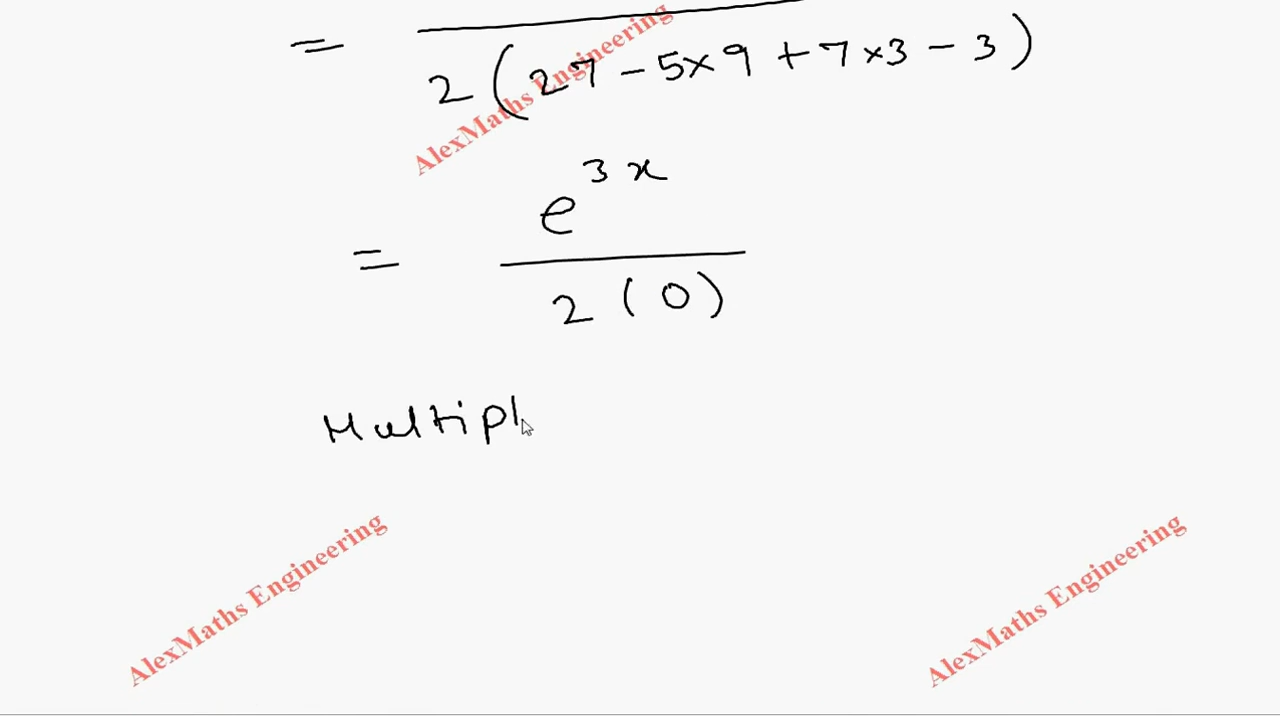 = 2(27 - 5×9 + 7×3 - 3)
AlexMaths Engineering
= e^{3x}
2(0)
Multipl
AlexMaths Engineering
AlexMaths Engineering